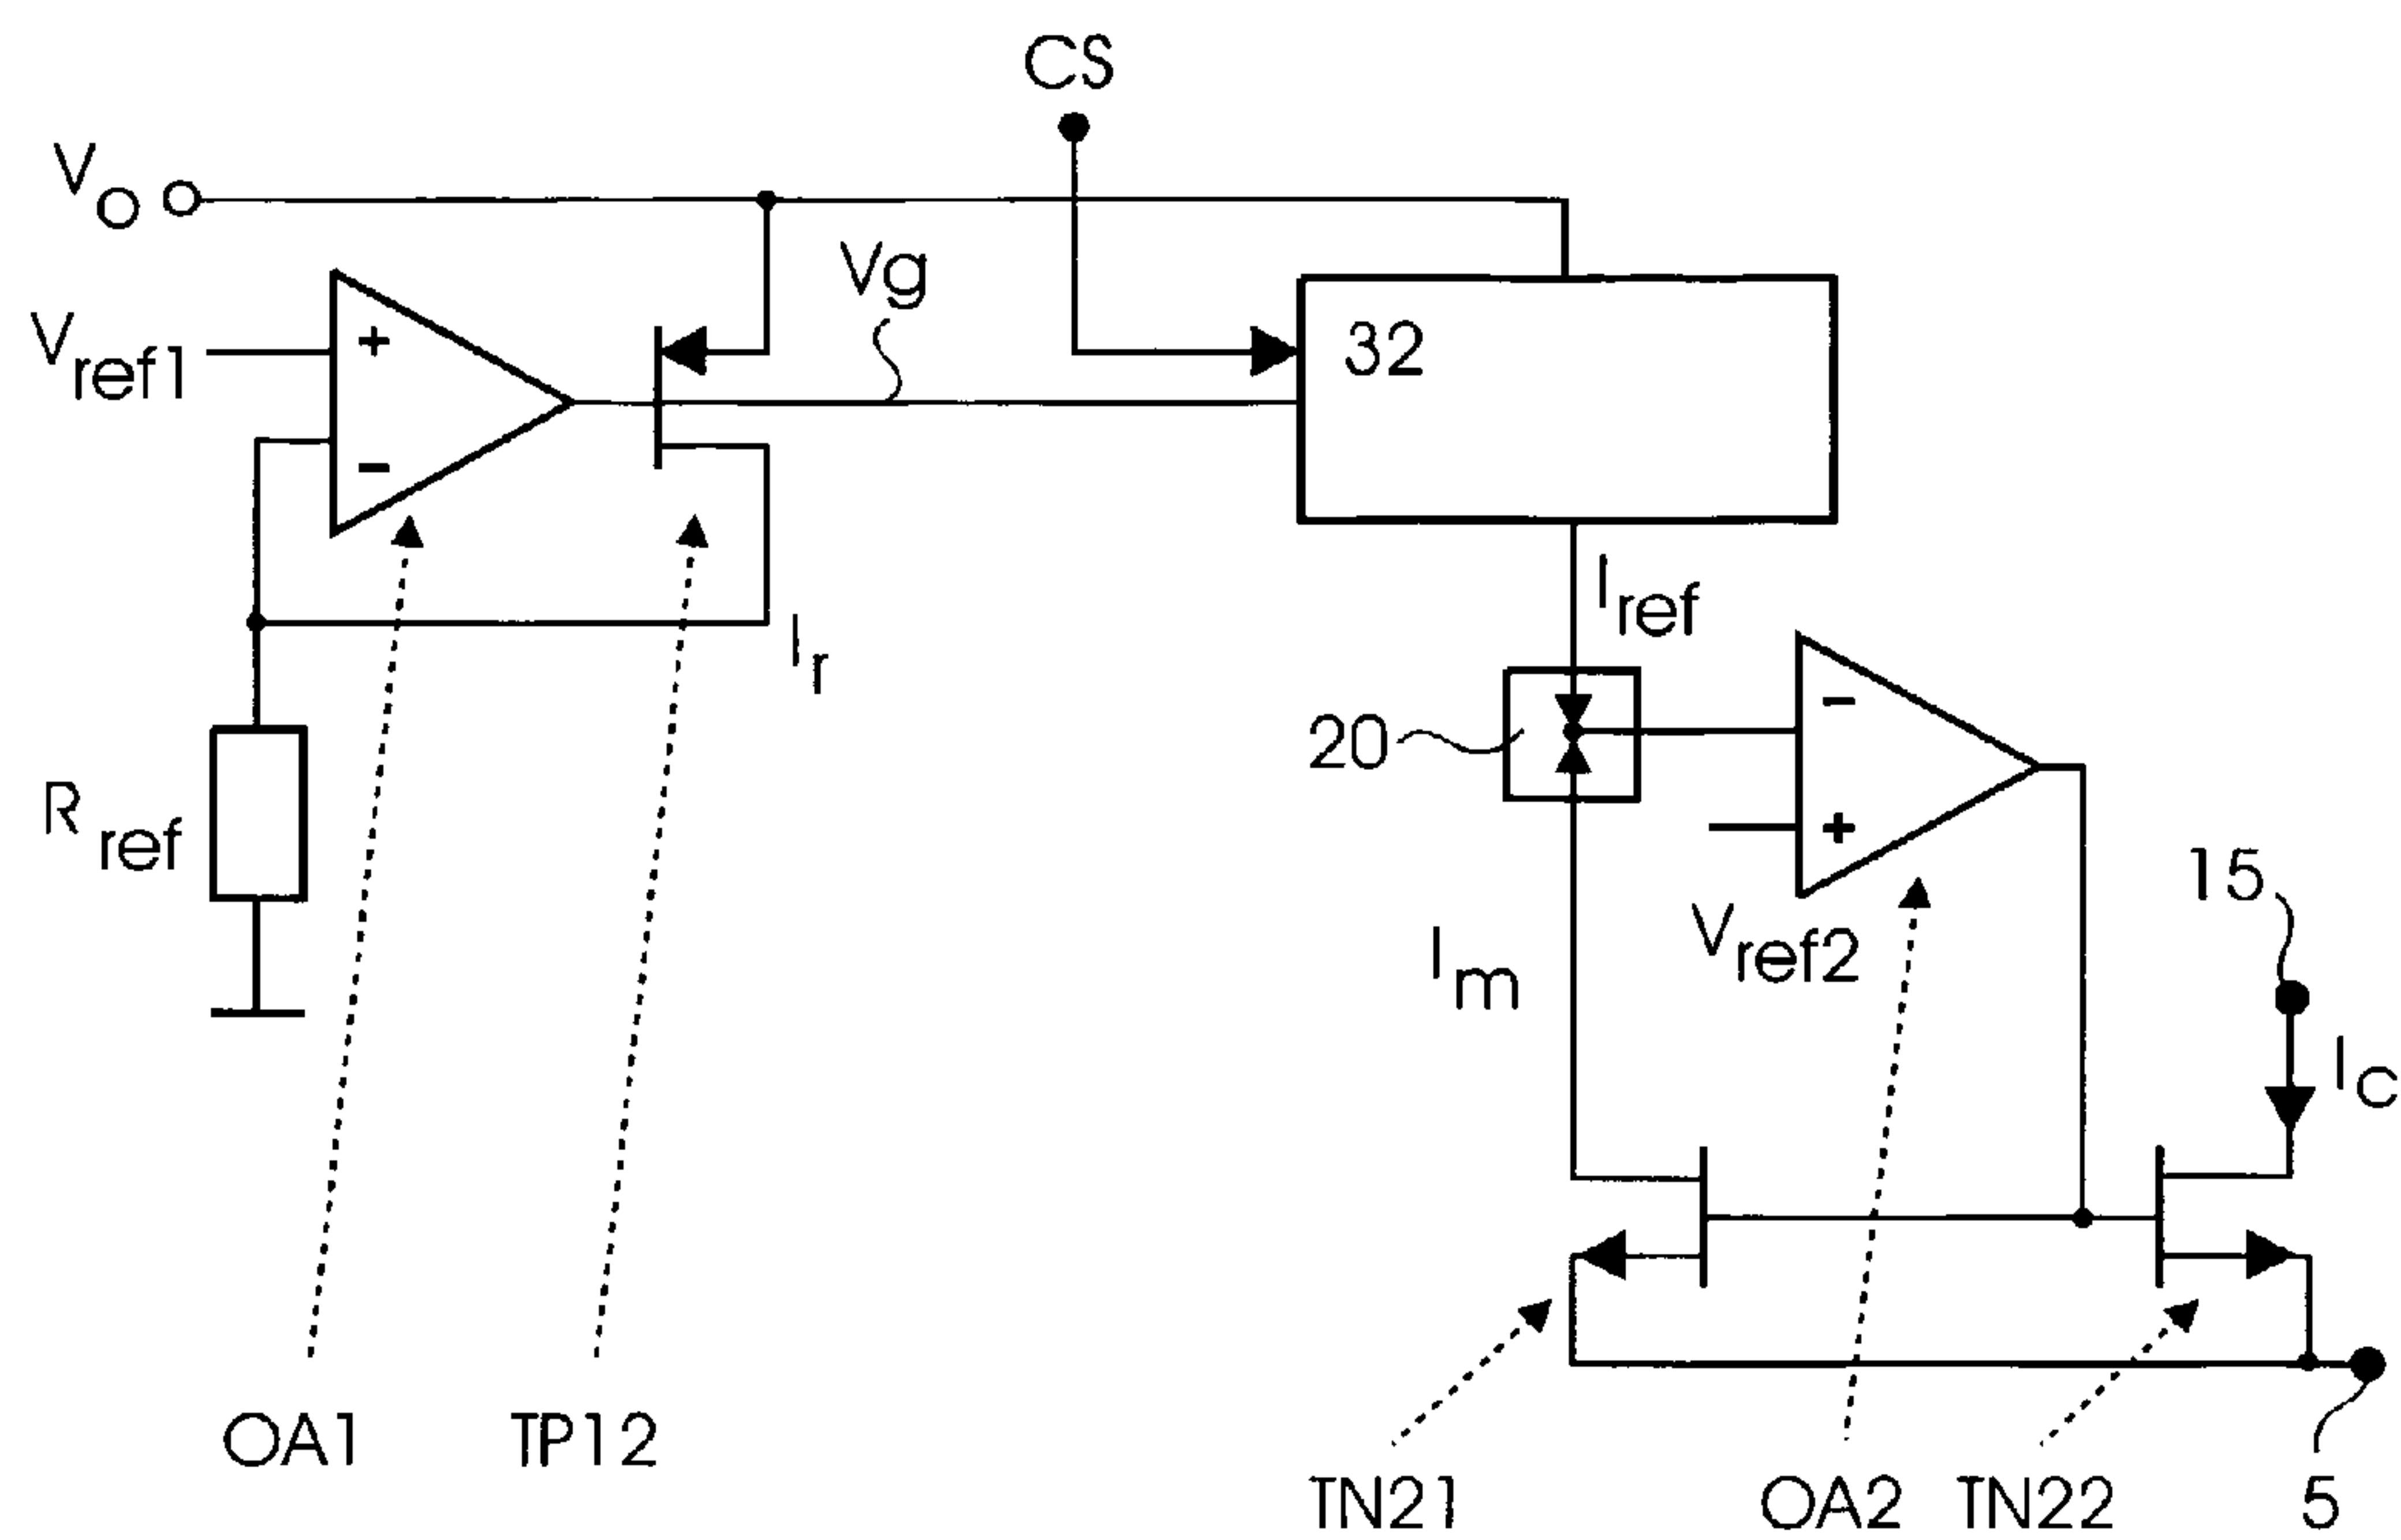 CS
Vo
Vg
Vref1
+
-
32
Iref
Ir
20
-
+
Rref
15
Vref2
Im
IC
OA1
TP12
TN21
OA2
TN22
5